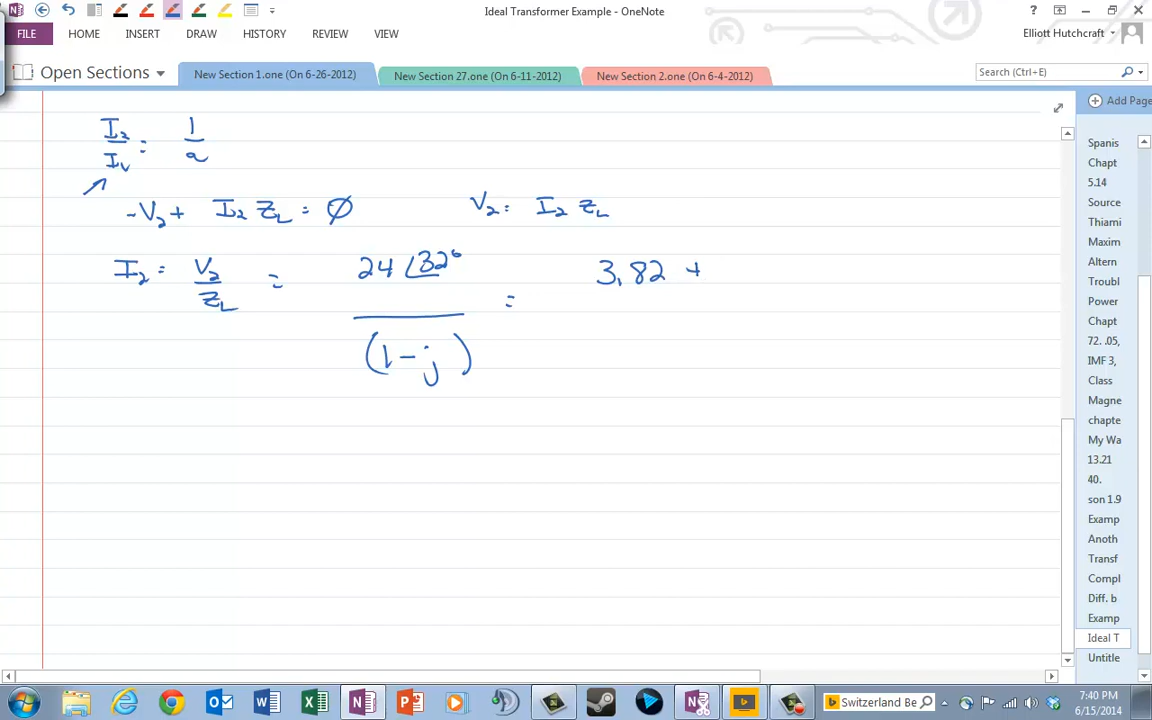 Ideal Transformer Example - OneNote
FILE HOME INSERT DRAW HISTORY REVIEW VIEW
Elliott Hutchcraft
Open Sections
New Section 1.one (On 6-26-2012)
New Section 27.one (On 6-11-2012)
New Section 2.one (On 6-4-2012)
Search (Ctrl+E)
Add Page
I2/I1 = 1/a
-V2 + I2 ZL = 0
V2 = I2 ZL
I2 = V2/ZL = 24∠32°/(1-j) = 3.82 +
Spanis
Chapt
5.14
Source
Thiami
Maxim
Altern
Troubl
Power
Chapt
72. .05,
IMF 3,
Class
Magne
chapte
My Wa
13.21
40.
son 1.9
Examp
Anoth
Transf
Compl
Diff. b
Examp
Ideal T
Untitle
Switzerland Be
7:40 PM
6/15/2014